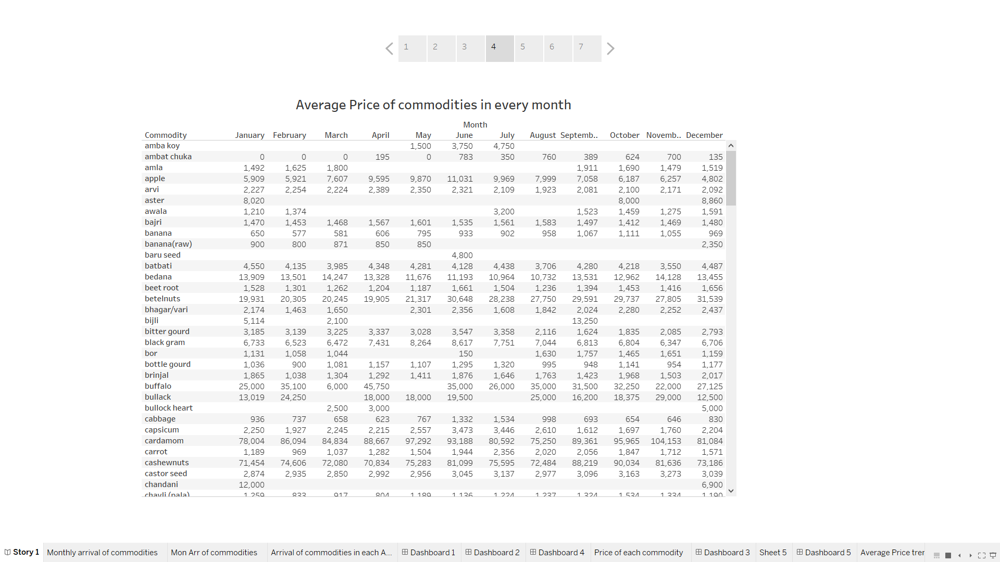 1 2 3 4 5 6 7
Average Price of commodities in every month
Month
Commodity January February March April May June July August Septemb.. October Novemb.. December
amba koy 1,500 3,750 4,750
ambat chuka 0 0 0 195 0 783 350 760 389 624 700 135
amla 1,492 1,625 1,800 1,911 1,690 1,479 1,519
apple 5,909 5,921 7,607 9,595 9,870 11,031 9,969 7,999 7,058 6,187 6,257 4,802
arvi 2,227 2,254 2,224 2,389 2,350 2,321 2,109 1,923 2,081 2,100 2,171 2,092
aster 8,020 8,000 8,860
awala 1,210 1,374 3,200 1,523 1,459 1,275 1,591
bajri 1,470 1,453 1,468 1,567 1,601 1,535 1,561 1,583 1,497 1,412 1,469 1,480
banana 650 577 581 606 795 933 902 958 1,067 1,111 1,055 969
banana(raw) 900 800 871 850 850 2,350
baru seed 4,800
batbati 4,550 4,135 3,985 4,348 4,281 4,128 4,438 3,706 4,280 4,218 3,550 4,487
bedana 13,909 13,501 14,247 13,328 11,676 11,193 10,964 10,732 13,531 12,962 14,128 13,455
beet root 1,528 1,301 1,262 1,204 1,187 1,661 1,504 1,236 1,394 1,453 1,416 1,656
betelnuts 19,931 20,305 20,245 19,905 21,317 30,648 28,238 27,750 29,591 29,737 27,805 31,539
bhagar/vari 2,174 1,463 1,650 2,301 2,356 1,608 1,842 2,024 2,280 2,252 2,437
bijli 5,114 2,100 13,250
bitter gourd 3,185 3,139 3,225 3,337 3,028 3,547 3,358 2,116 1,624 1,835 2,085 2,793
black gram 6,733 6,523 6,472 7,431 8,264 8,617 7,751 7,044 6,813 6,804 6,347 6,706
bor 1,131 1,058 1,044 150 1,630 1,757 1,465 1,651 1,159
bottle gourd 1,036 900 1,081 1,157 1,107 1,295 1,320 995 948 1,141 954 1,177
brinjal 1,865 1,038 1,304 1,292 1,411 1,876 1,646 1,763 1,423 1,968 1,503 2,017
buffalo 25,000 35,100 6,000 45,750 35,000 26,000 35,000 31,500 32,250 22,000 27,125
bullack 13,019 24,250 18,000 18,000 19,500 25,000 16,200 18,375 29,000 12,500
bullock heart 2,500 3,000 5,000
cabbage 936 737 658 623 767 1,332 1,534 998 693 654 646 830
capsicum 2,250 1,927 2,245 2,215 2,557 3,473 3,446 2,610 1,612 1,697 1,760 2,204
cardamom 78,004 86,094 84,834 88,667 97,292 93,188 80,592 75,250 89,361 95,965 104,153 81,084
carrot 1,189 969 1,037 1,282 1,504 1,944 2,356 2,020 2,056 1,847 1,712 1,571
cashewnuts 71,454 74,606 72,080 70,834 75,283 81,099 75,595 72,484 88,219 90,034 81,636 73,186
castor seed 2,874 2,935 2,850 2,992 2,956 3,045 3,137 2,977 3,096 3,163 3,273 3,039
chandani 12,000 6,900
chavli (pala) 1,259 833 917 804 1,189 1,136 1,224 1,237 1,324 1,534 1,334 1,190
Story 1 Monthly arrival of commodities Mon Arr of commodities Arrival of commodities in each A... Dashboard 1 Dashboard 2 Dashboard 4 Price of each commodity Dashboard 3 Sheet 5 Dashboard 5 Average Price trer